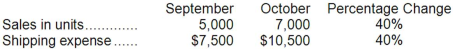 September October Percentage Change
Sales in units............. 5,000 7,000 40%
Shipping expense...... $7,500 $10,500 40%